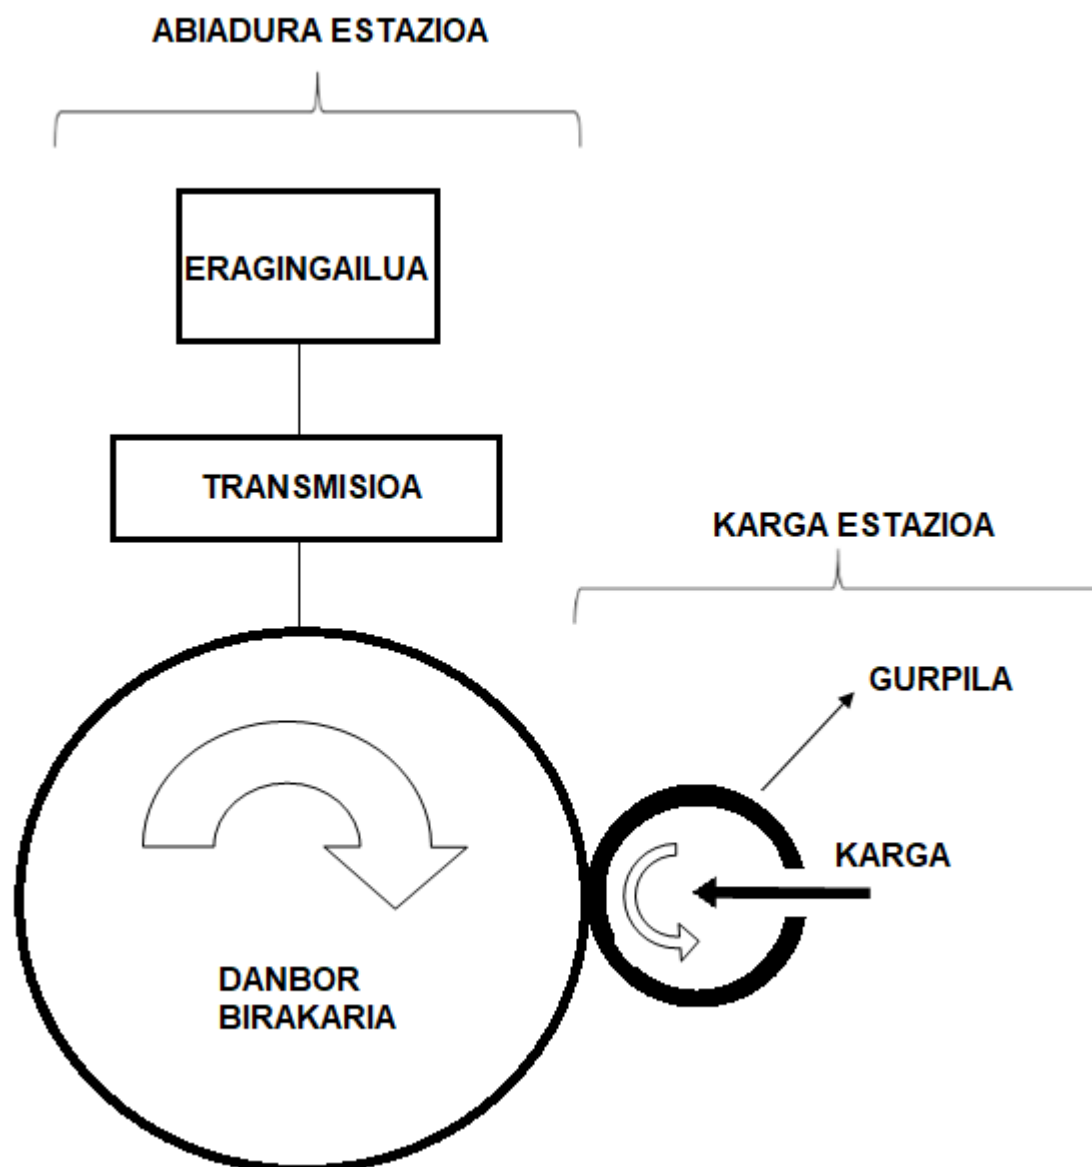 ABIADURA ESTAZIOA
ERAGINGAILUA
TRANSMISIOA
KARGA ESTAZIOA
GURPILA
KARGA
DANBOR
BIRAKARIA